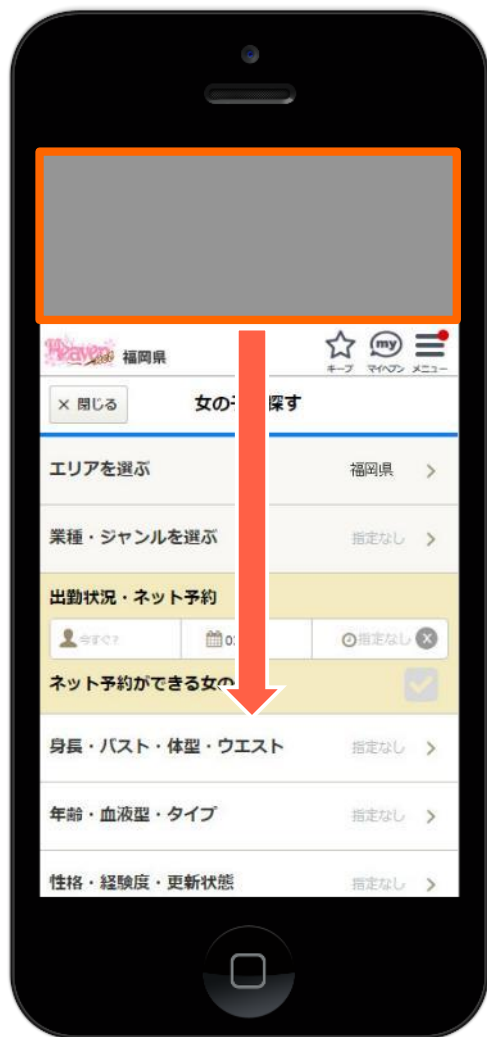 Heaven 福岡県
キープ マイヘブン メニュー
my
× 閉じる 女の 探す
エリアを選ぶ 福岡県
業種・ジャンルを選ぶ 指定なし
出勤状況・ネット予約
今すぐ? 指定なし
ネット予約ができる女の
身長・バスト・体型・ウエスト 指定なし
年齢・血液型・タイプ 指定なし
性格・経験度・更新状態 指定なし